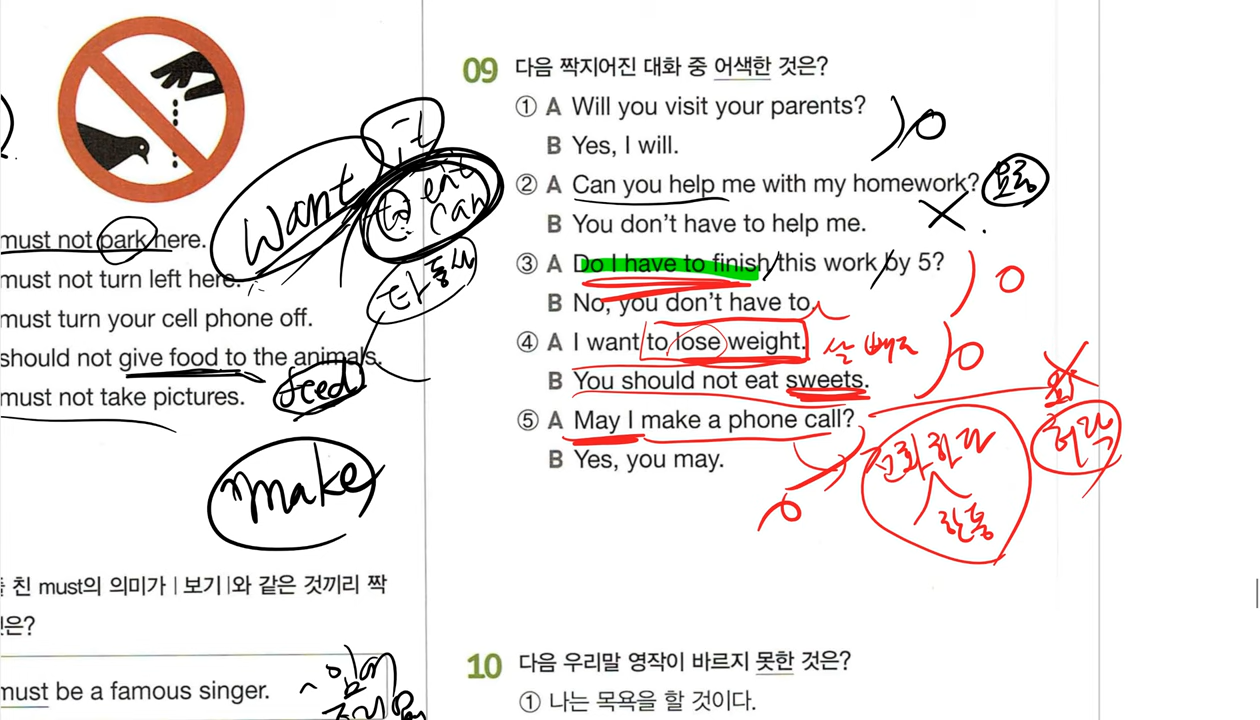 must not park here.
must not turn left here.
must turn your cell phone off.
should not give food to the animals.
must not take pictures.
want
it
to eat
can
타동사
feed
make
친 must의 의미가 | 보기 |와 같은 것끼리 짝
은?
must be a famous singer.
09 다음 짝지어진 대화 중 어색한 것은?
① A Will you visit your parents?
B Yes, I will.
② A Can you help me with my homework?
요청
B You don't have to help me.
③ A Do I have to finish this work by 5?
B No, you don't have to.
④ A I want to lose weight.
살 빼고
B You should not eat sweets.
⑤ A May I make a phone call?
허락
전화한다
B Yes, you may.
10 다음 우리말 영작이 바르지 못한 것은?
① 나는 목욕을 할 것이다.